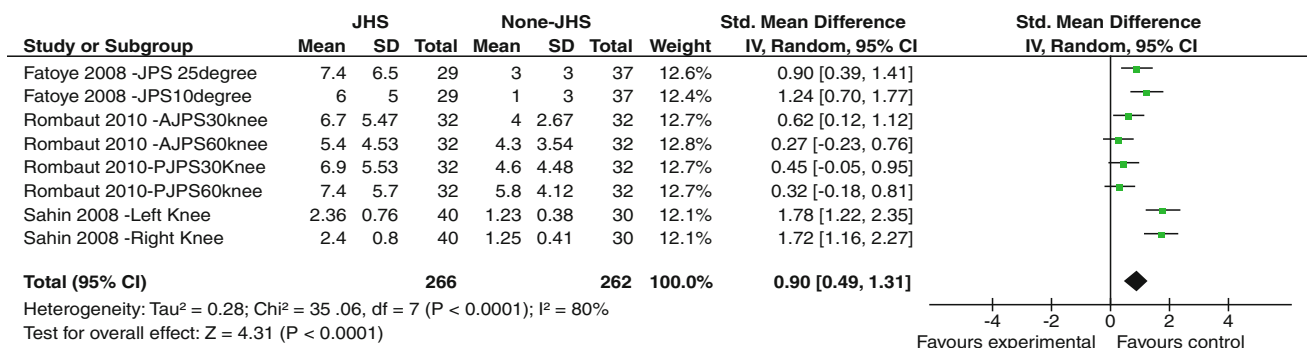 JHS None-JHS Std. Mean Difference Std. Mean Difference
Study or Subgroup Mean SD Total Mean SD Total Weight IV, Random, 95% CI IV, Random, 95% CI
Fatoye 2008 -JPS 25degree 7.4 6.5 29 3 3 37 12.6% 0.90 [0.39, 1.41]
Fatoye 2008 -JPS10degree 6 5 29 1 3 37 12.4% 1.24 [0.70, 1.77]
Rombaut 2010 -AJPS30knee 6.7 5.47 32 4 2.67 32 12.7% 0.62 [0.12, 1.12]
Rombaut 2010 -AJPS60knee 5.4 4.53 32 4.3 3.54 32 12.8% 0.27 [-0.23, 0.76]
Rombaut 2010-PJPS30Knee 6.9 5.53 32 4.6 4.48 32 12.7% 0.45 [-0.05, 0.95]
Rombaut 2010-PJPS60knee 7.4 5.7 32 5.8 4.12 32 12.7% 0.32 [-0.18, 0.81]
Sahin 2008 -Left Knee 2.36 0.76 40 1.23 0.38 30 12.1% 1.78 [1.22, 2.35]
Sahin 2008 -Right Knee 2.4 0.8 40 1.25 0.41 30 12.1% 1.72 [1.16, 2.27]
Total (95% CI) 266 262 100.0% 0.90 [0.49, 1.31]
Heterogeneity: Tau² = 0.28; Chi² = 35 .06, df = 7 (P < 0.0001); I² = 80%
Test for overall effect: Z = 4.31 (P < 0.0001)
-4 -2 0 2 4
Favours experimental Favours control